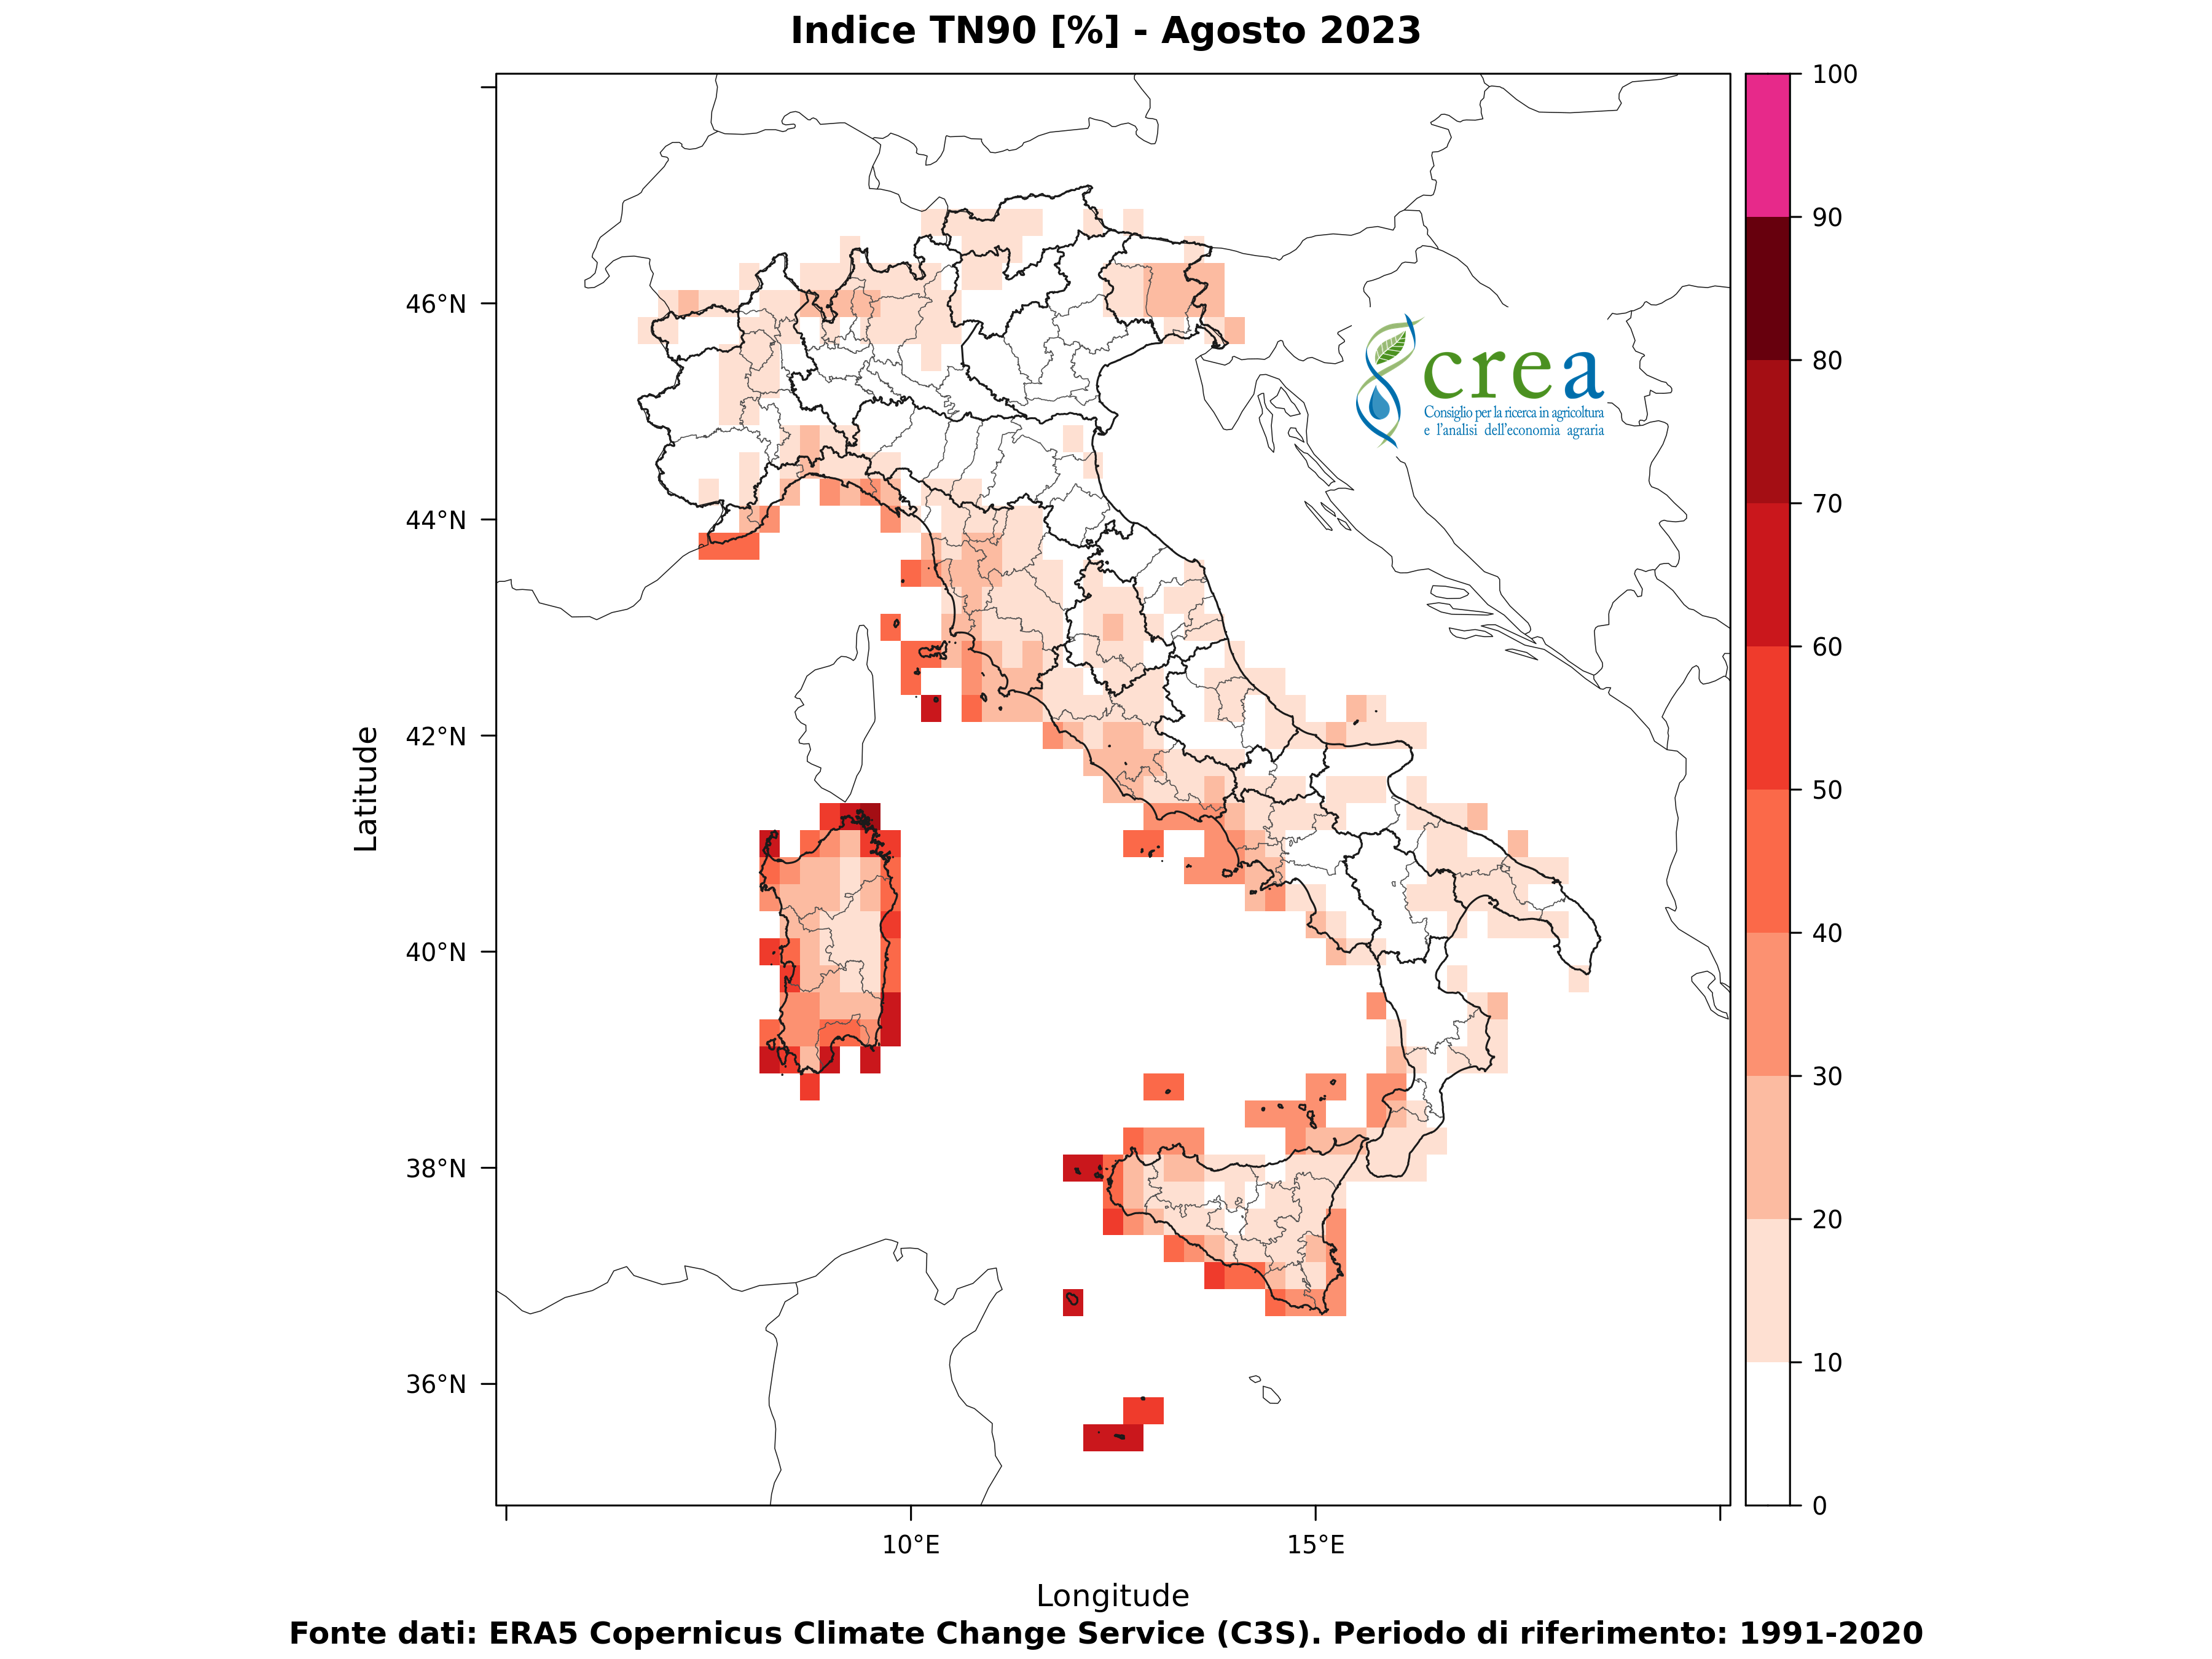 Indice TN90 [%] - Agosto 2023
100
90
80
70
60
50
40
30
20
10
0
46°N
44°N
42°N
40°N
38°N
36°N
Latitude
crea
Consiglio per la ricerca in agricoltura
e l'analisi dell'economia agraria
10°E
15°E
Longitude
Fonte dati: ERA5 Copernicus Climate Change Service (C3S). Periodo di riferimento: 1991-2020